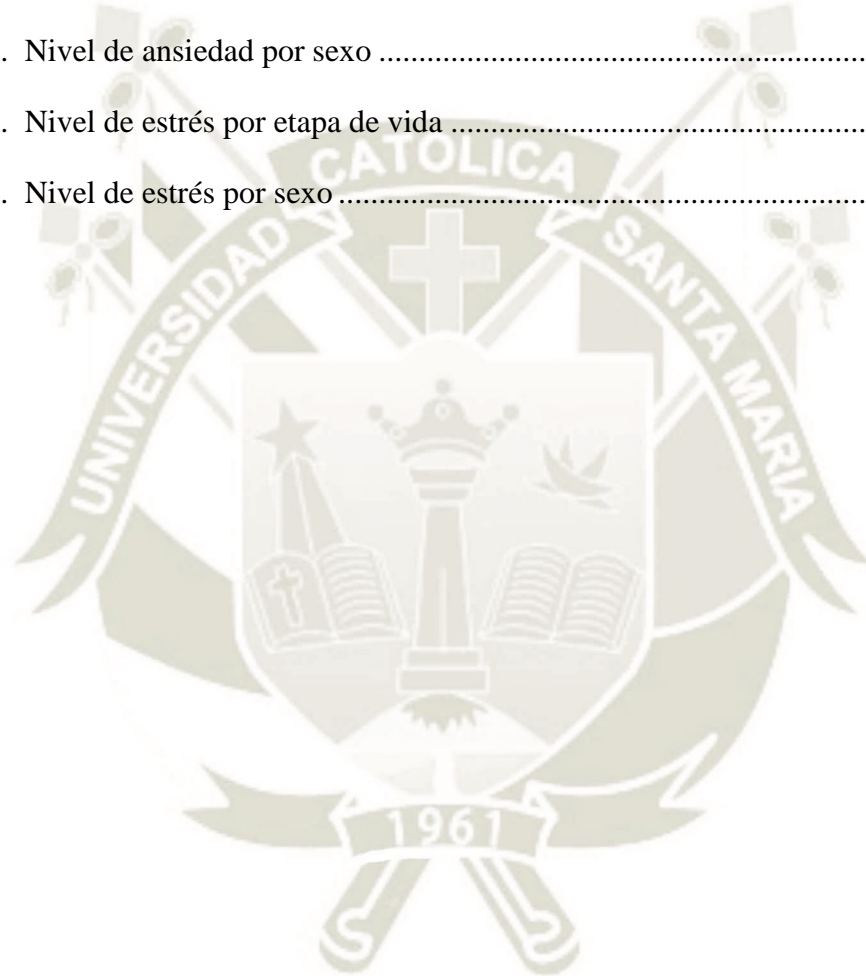 . Nivel de ansiedad por sexo ..........................................................................
. Nivel de estrés por etapa de vida ...............................................................
. Nivel de estrés por sexo ................................................................................
UNIVERSIDAD CATOLICA SANTA MARIA
1961